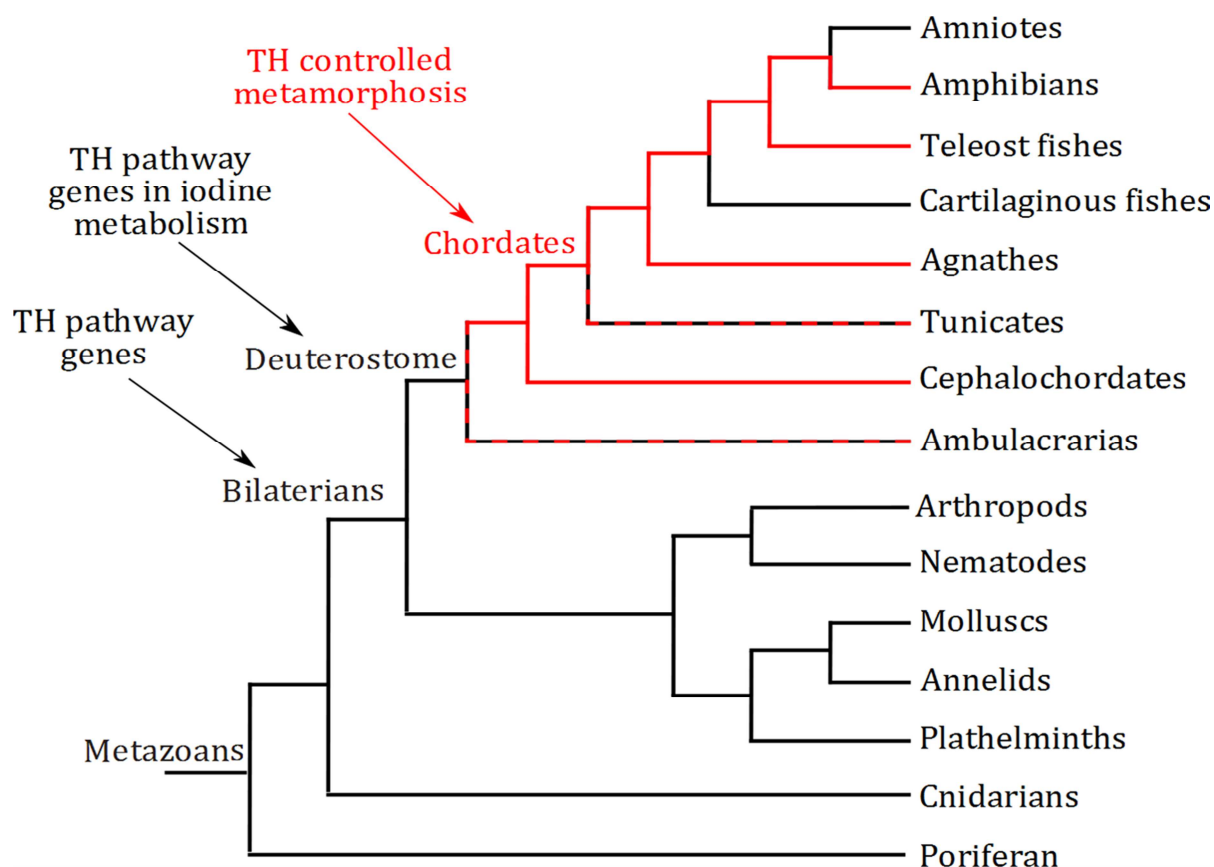 Amniotes
TH controlled
metamorphosis
Amphibians
TH pathway
genes in iodine
metabolism
Teleost fishes
Cartilaginous fishes
Chordates
Agnathes
TH pathway
genes
Tunicates
Deuterostome
Cephalochordates
Ambulacrarias
Bilaterians
Arthropods
Nematodes
Molluscs
Annelids
Plathelminths
Metazoans
Cnidarians
Poriferan